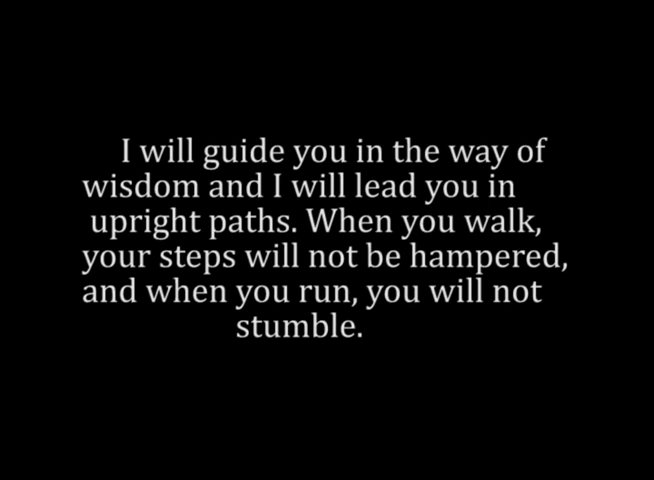 I will guide you in the way of
wisdom and I will lead you in
upright paths. When you walk,
your steps will not be hampered,
and when you run, you will not
stumble.